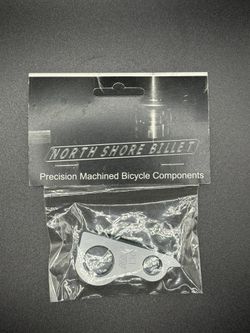 NORTH SHORE BILLET
Precision Machined Bicycle Components